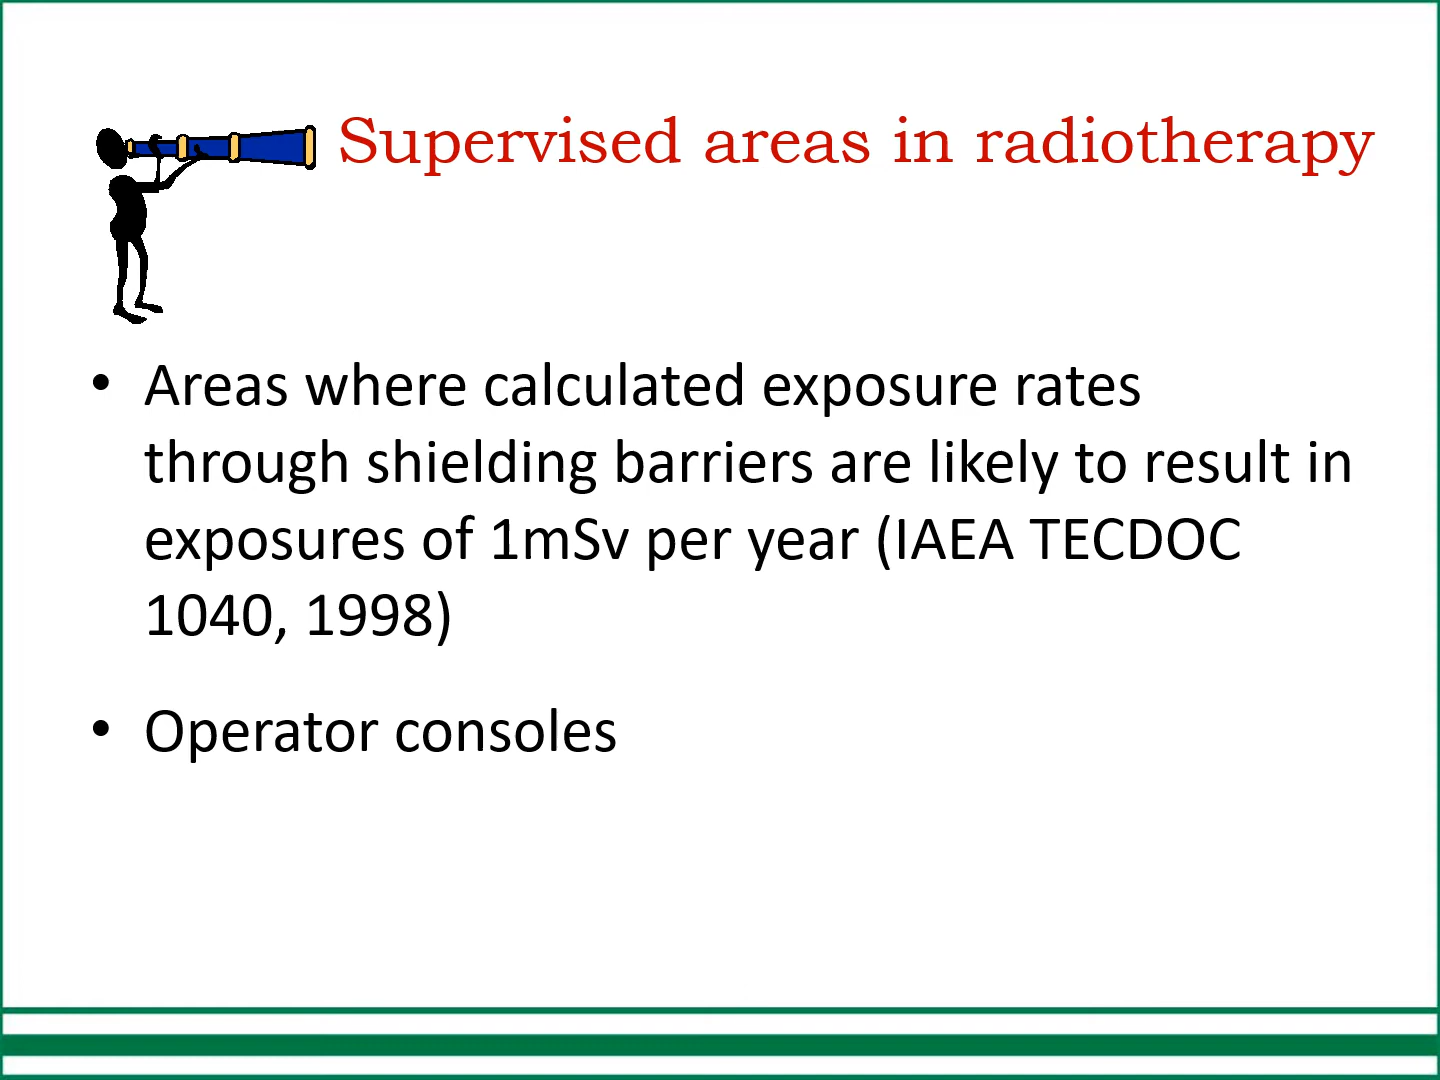 Supervised areas in radiotherapy
• Areas where calculated exposure rates
through shielding barriers are likely to result in
exposures of 1mSv per year (IAEA TECDOC
1040, 1998)
• Operator consoles